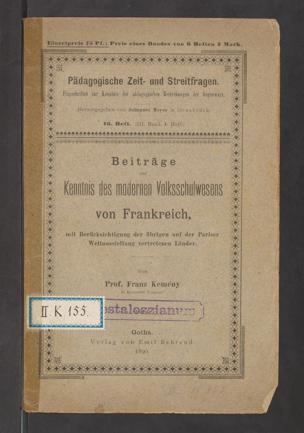 Einzelpreis 75 Pf.; Preis eines Bandes von 6 Heften 3 Mark.
Pädagogische Zeit- und Streitfragen.
Flugschriften zur Kenntnis der pädagogischen Bestrebungen der Gegenwart.
Herausgegeben von Johannes Meyer in Osnabrück
16. Heft. (III. Band, 4. Heft)
Beiträge
zur
Kenntnis des modernen Volksschulwesens
von Frankreich,
mit Berücksichtigung der übrigen auf der Pariser
Weltausstellung vertretenen Länder.
Von
Prof. Franz Kemény
II K 155.
Pestalozzianum
Gotha.
Verlag von Emil Behrend
1890